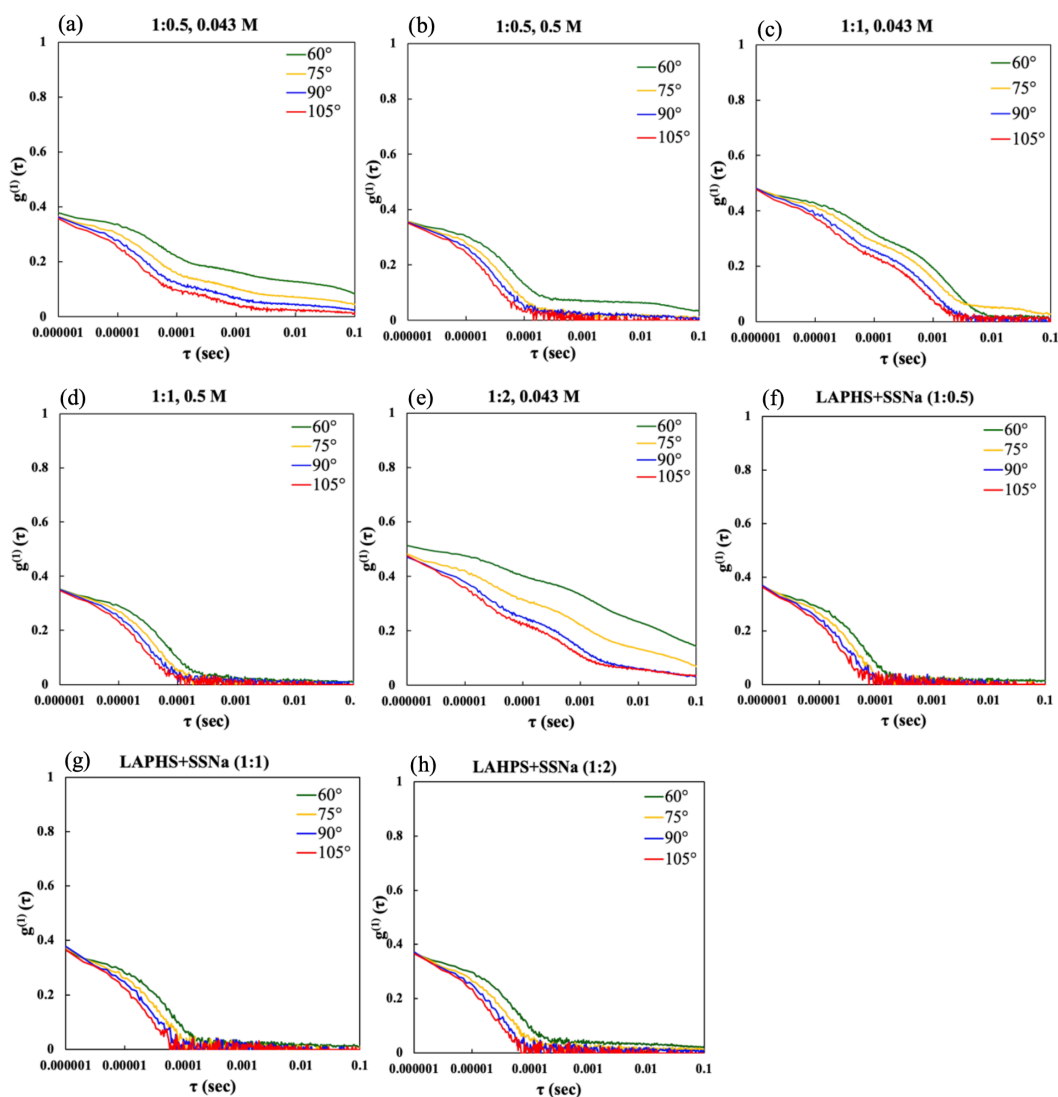 (a)
1:0.5, 0.043 M
60°
75°
90°
105°
1
0.8
0.6
0.4
0.2
0
g(1) (τ)
0.000001 0.00001 0.0001 0.001 0.01 0.1
τ (sec)
(b)
1:0.5, 0.5 M
60°
75°
90°
105°
1
0.8
0.6
0.4
0.2
0
g(1) (τ)
0.000001 0.00001 0.0001 0.001 0.01 0.1
τ (sec)
(c)
1:1, 0.043 M
60°
75°
90°
105°
1
0.8
0.6
0.4
0.2
0
g(1) (τ)
0.000001 0.00001 0.0001 0.001 0.01 0.1
τ (sec)
(d)
1:1, 0.5 M
60°
75°
90°
105°
1
0.8
0.6
0.4
0.2
0
g(1) (τ)
0.000001 0.00001 0.0001 0.001 0.01 0.1
τ (sec)
(e)
1:2, 0.043 M
60°
75°
90°
105°
1
0.8
0.6
0.4
0.2
0
g(1) (τ)
0.000001 0.00001 0.0001 0.001 0.01 0.1
τ (sec)
(f)
LAPHS+SSNa (1:0.5)
60°
75°
90°
105°
1
0.8
0.6
0.4
0.2
0
g(1) (τ)
0.000001 0.00001 0.0001 0.001 0.01 0.1
τ (sec)
(g)
LAPHS+SSNa (1:1)
60°
75°
90°
105°
1
0.8
0.6
0.4
0.2
0
g(1) (τ)
0.000001 0.00001 0.0001 0.001 0.01 0.1
τ (sec)
(h)
LAHPS+SSNa (1:2)
60°
75°
90°
105°
1
0.8
0.6
0.4
0.2
0
g(1) (τ)
0.000001 0.00001 0.0001 0.001 0.01 0.1
τ (sec)